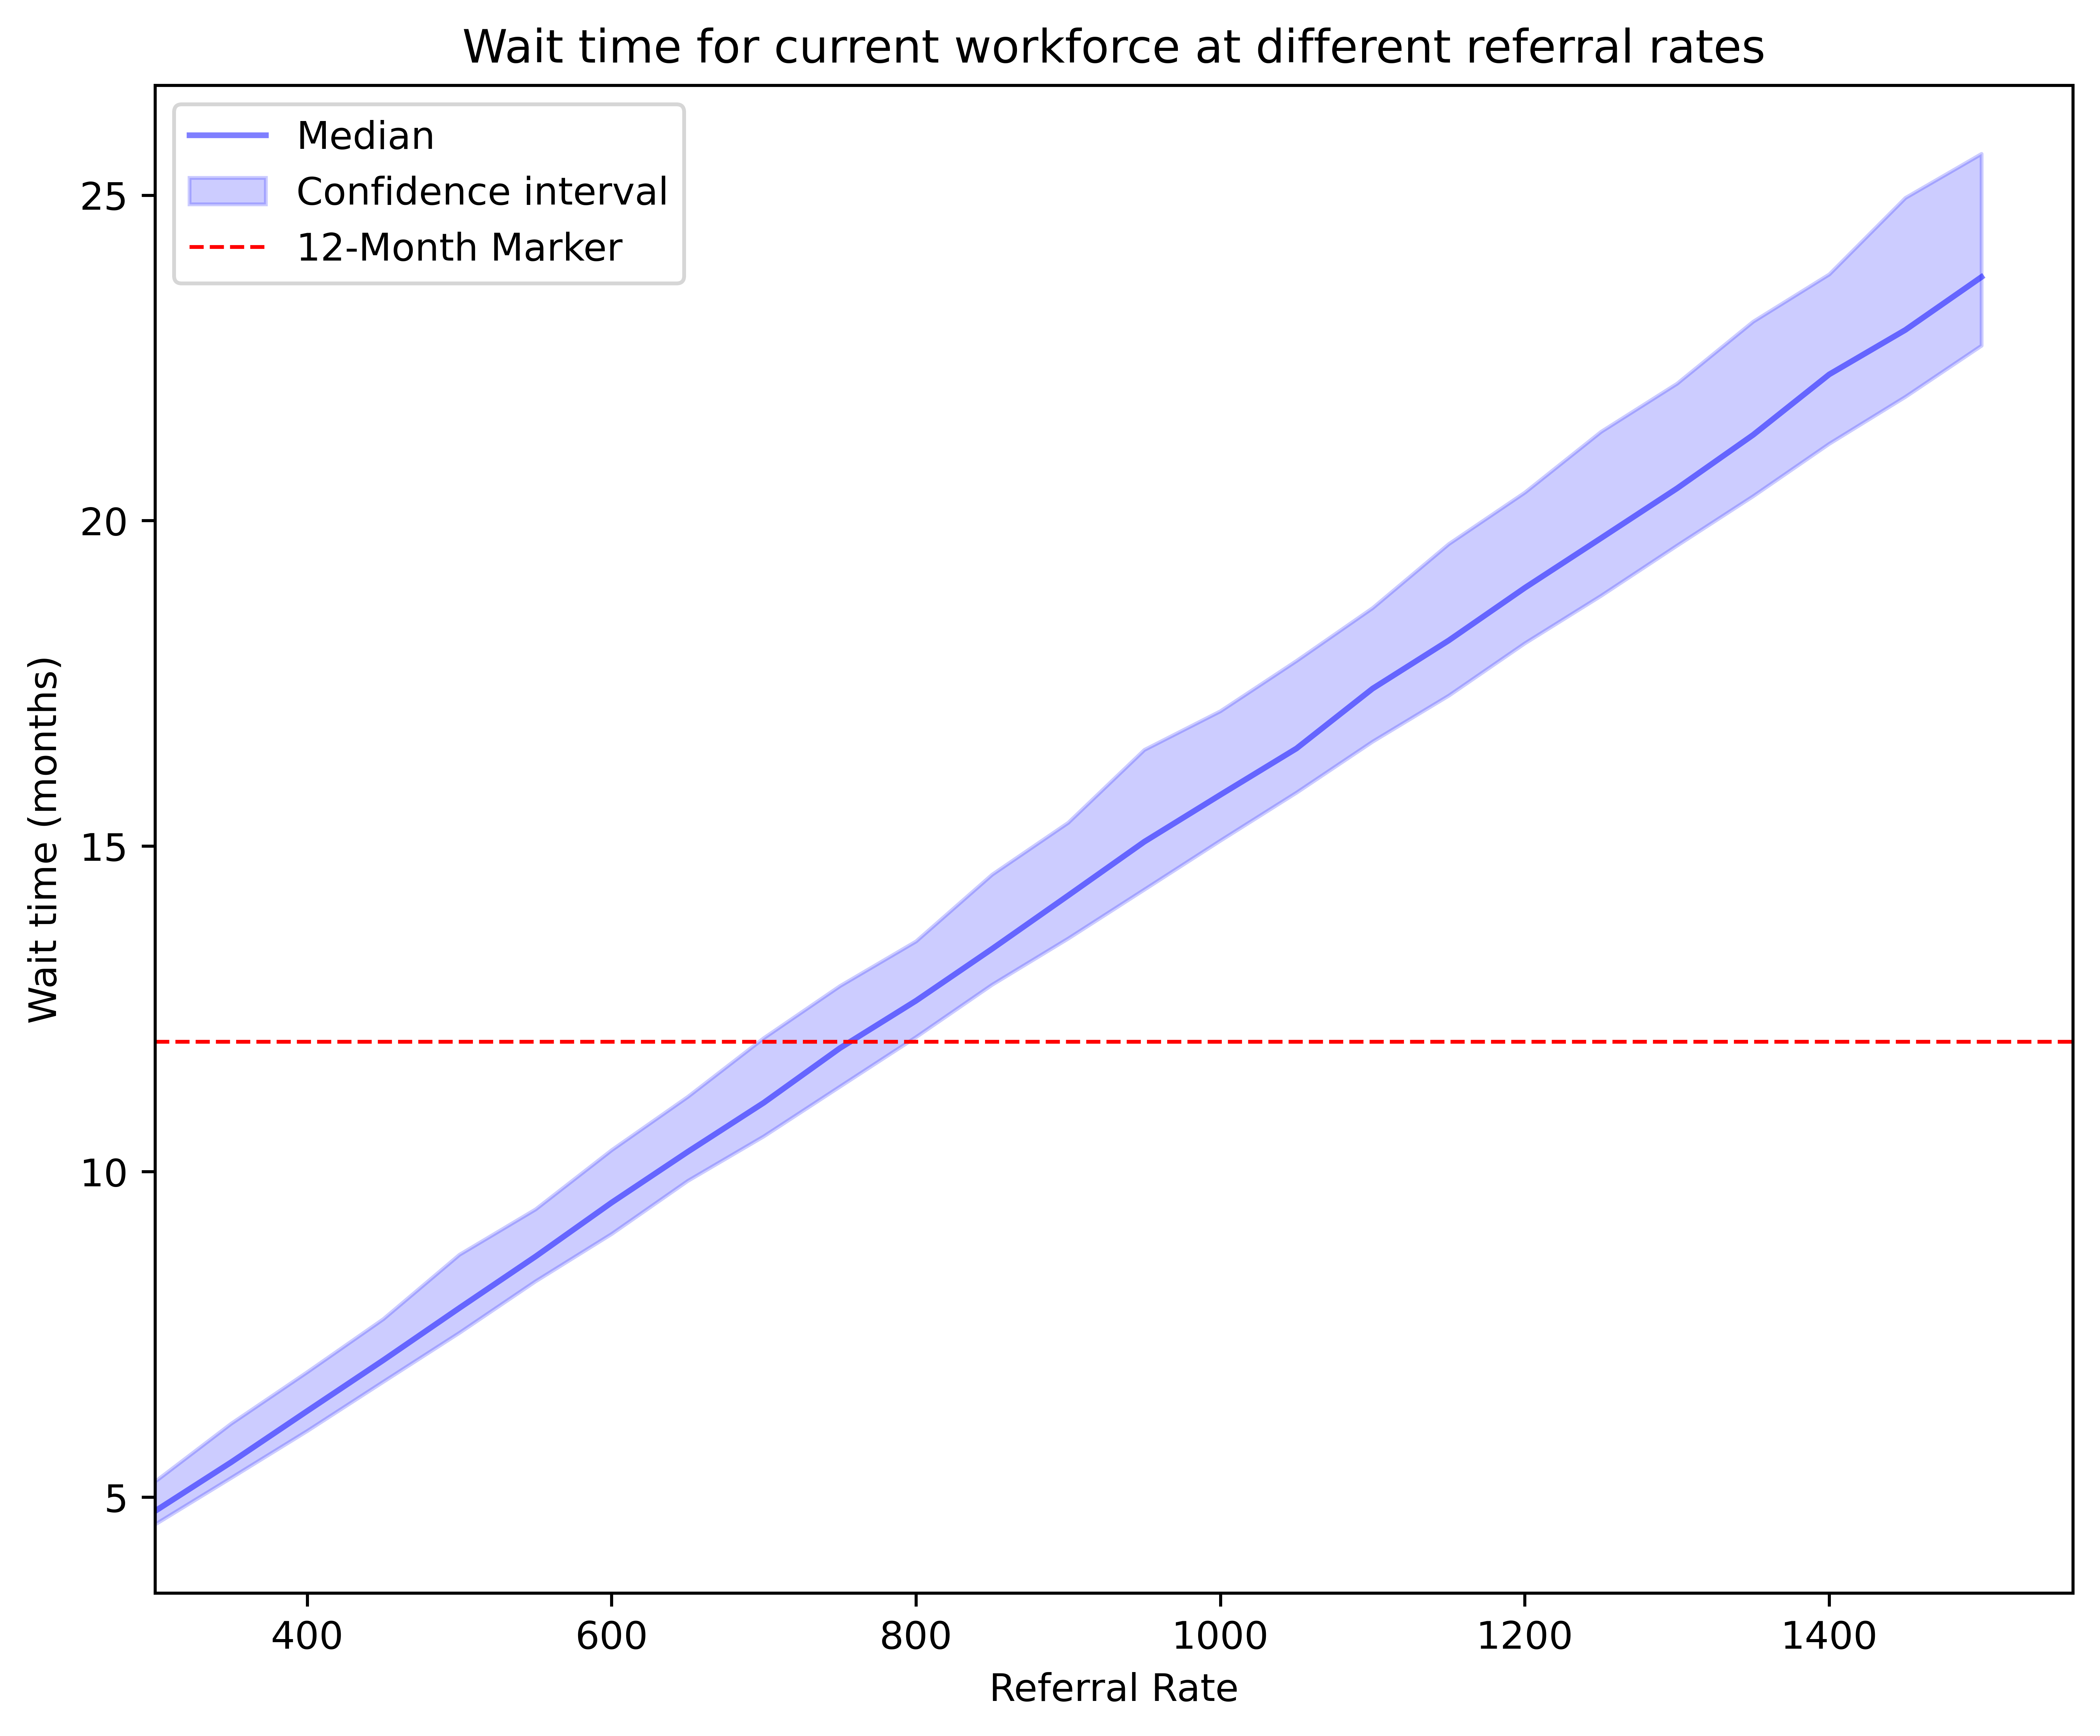 Wait time for current workforce at different referral rates
Median
Confidence interval
12-Month Marker
25
20
15
10
5
Wait time (months)
400 600 800 1000 1200 1400
Referral Rate